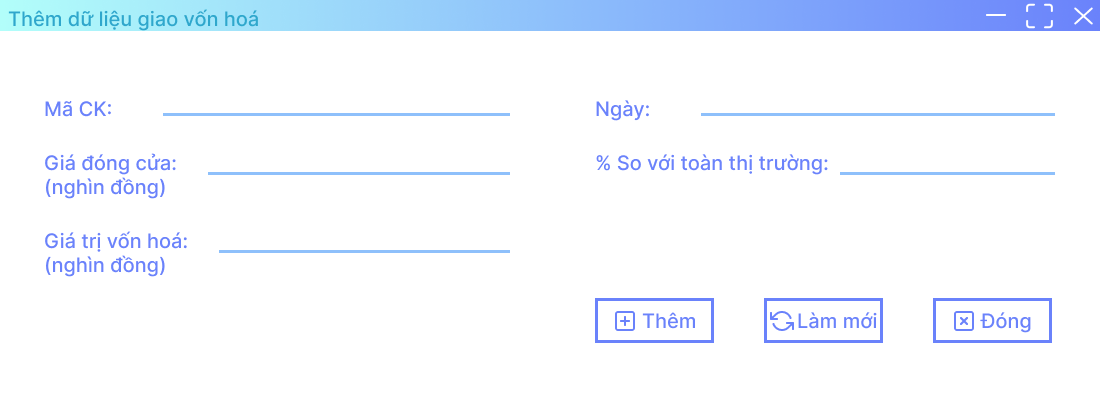 Thêm dữ liệu giao vốn hoá
Mã CK:
Ngày:
Giá đóng cửa:
(nghìn đồng)
% So với toàn thị trường:
Giá trị vốn hoá:
(nghìn đồng)
Thêm
Làm mới
Đóng